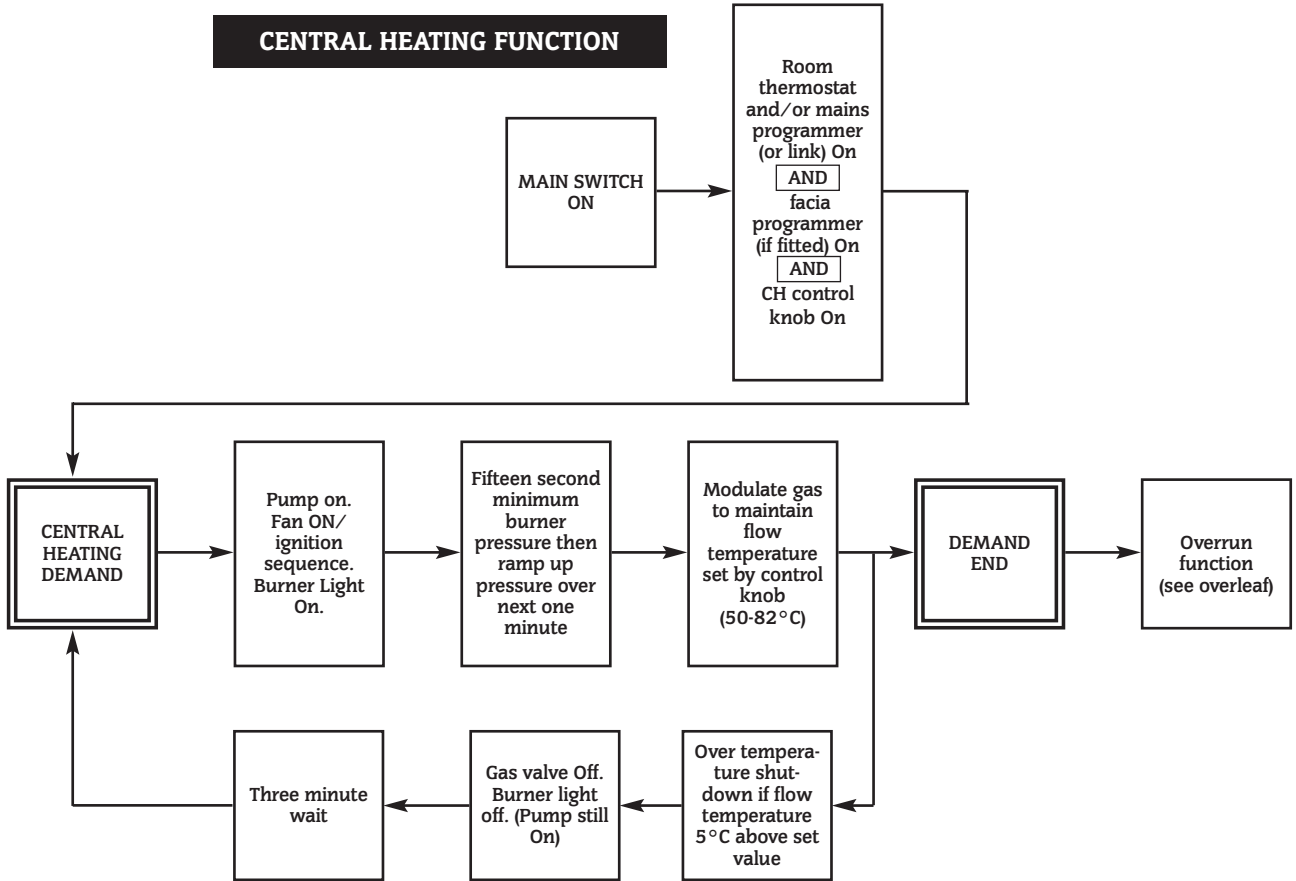 CENTRAL HEATING FUNCTION
MAIN SWITCH
ON
Room
thermostat
and/or mains
programmer
(or link) On
AND
facia
programmer
(if fitted) On
AND
CH control
knob On
CENTRAL
HEATING
DEMAND
Pump on.
Fan ON/
ignition
sequence.
Burner Light
On.
Fifteen second
minimum
burner
pressure then
ramp up
pressure over
next one
minute
Modulate gas
to maintain
flow
temperature
set by control
knob
(50-82°C)
DEMAND
END
Overrun
function
(see overleaf)
Three minute
wait
Gas valve Off.
Burner light
off. (Pump still
On)
Over tempera-
ture shut-
down if flow
temperature
5°C above set
value